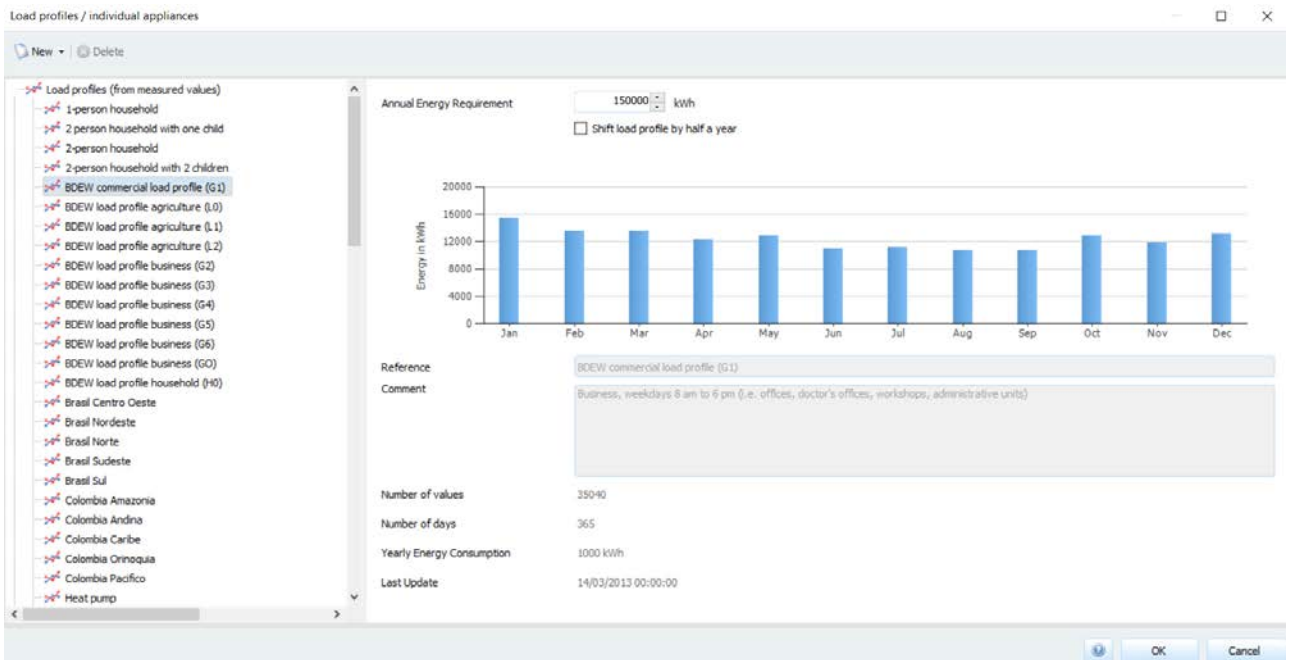 Load profiles / individual appliances
New Delete
Load profiles (from measured values)
1-person household
2 person household with one child
2-person household
2-person household with 2 children
BDEW commercial load profile (G1)
BDEW load profile agriculture (L0)
BDEW load profile agriculture (L1)
BDEW load profile agriculture (L2)
BDEW load profile business (G2)
BDEW load profile business (G3)
BDEW load profile business (G4)
BDEW load profile business (G5)
BDEW load profile business (G6)
BDEW load profile business (GO)
BDEW load profile household (H0)
Brasil Centro Oeste
Brasil Nordeste
Brasil Norte
Brasil Sudeste
Brasil Sul
Colombia Amazonia
Colombia Andina
Colombia Caribe
Colombia Orinoquia
Colombia Pacifico
Heat pump
Annual Energy Requirement 150000 kWh
Shift load profile by half a year
Energy in kWh
20000
16000
12000
8000
4000
0
Jan Feb Mar Apr May Jun Jul Aug Sep Oct Nov Dec
Reference BDEW commercial load profile (G1)
Comment Business, weekdays 8 am to 6 pm (i.e. offices, doctor's offices, workshops, administrative units)
Number of values 35040
Number of days 365
Yearly Energy Consumption 1000 kWh
Last Update 14/03/2013 00:00:00
OK Cancel